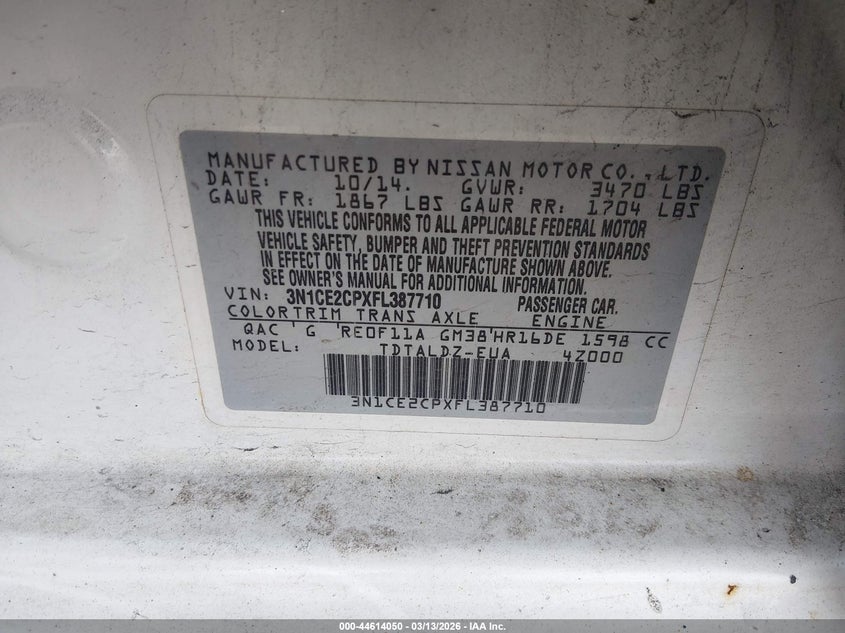 MANUFACTURED BY NISSAN MOTOR CO., LTD.
DATE: 10/14. GVWR: 3470 LBS
GAWR FR: 1867 LBS GAWR RR: 1704 LBS
THIS VEHICLE CONFORMS TO ALL APPLICABLE FEDERAL MOTOR
VEHICLE SAFETY, BUMPER AND THEFT PREVENTION STANDARDS
IN EFFECT ON THE DATE OF MANUFACTURE SHOWN ABOVE.
SEE OWNER'S MANUAL FOR ADDITIONAL INFORMATION.
VIN: 3N1CE2CPXFL387710 PASSENGER CAR.
COLOR TRIM TRANS AXLE ENGINE
QAC ' G 'RE0F11A GM38'HR16DE 1598 CC
MODEL: TDTALDZ-EUA 4Z000
3N1CE2CPXFL387710
000-44614050 - 03/13/2026 - IAA Inc.